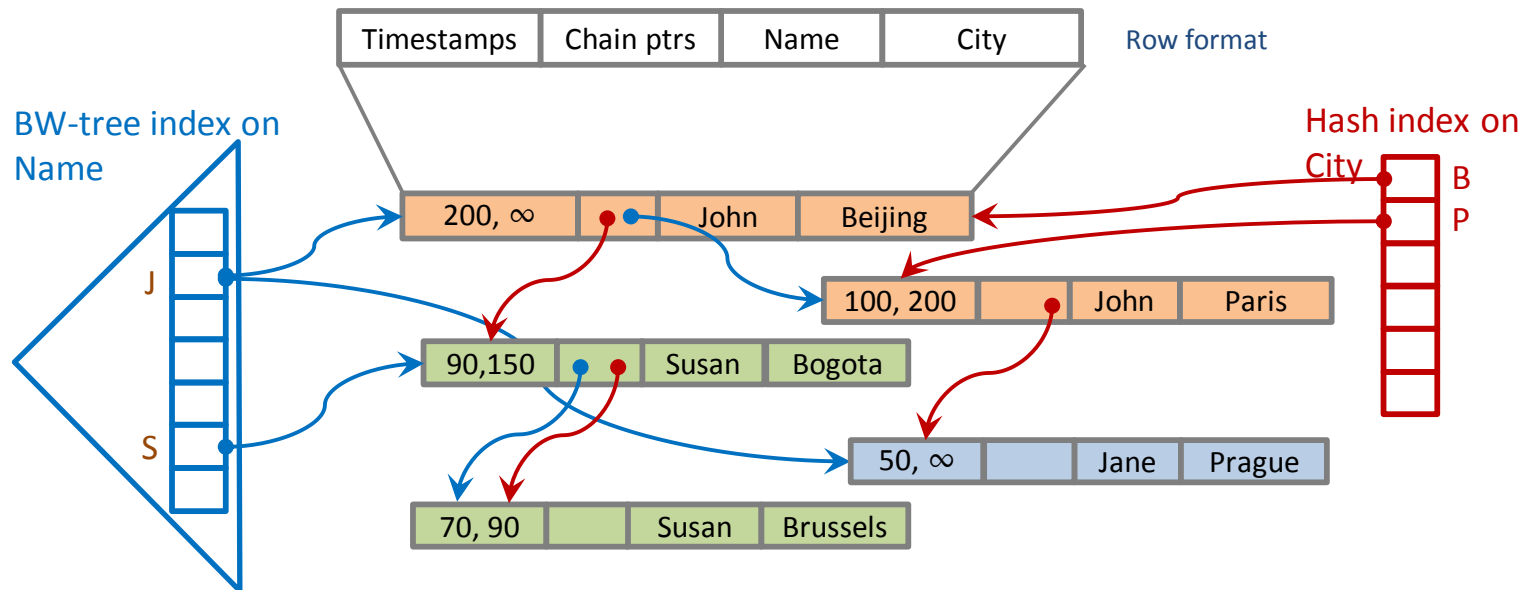 Timestamps Chain ptrs Name City Row format
BW-tree index on
Name
Hash index on
City
B
P
200, ∞ John Beijing
J
100, 200 John Paris
90,150 Susan Bogota
S
50, ∞ Jane Prague
70, 90 Susan Brussels